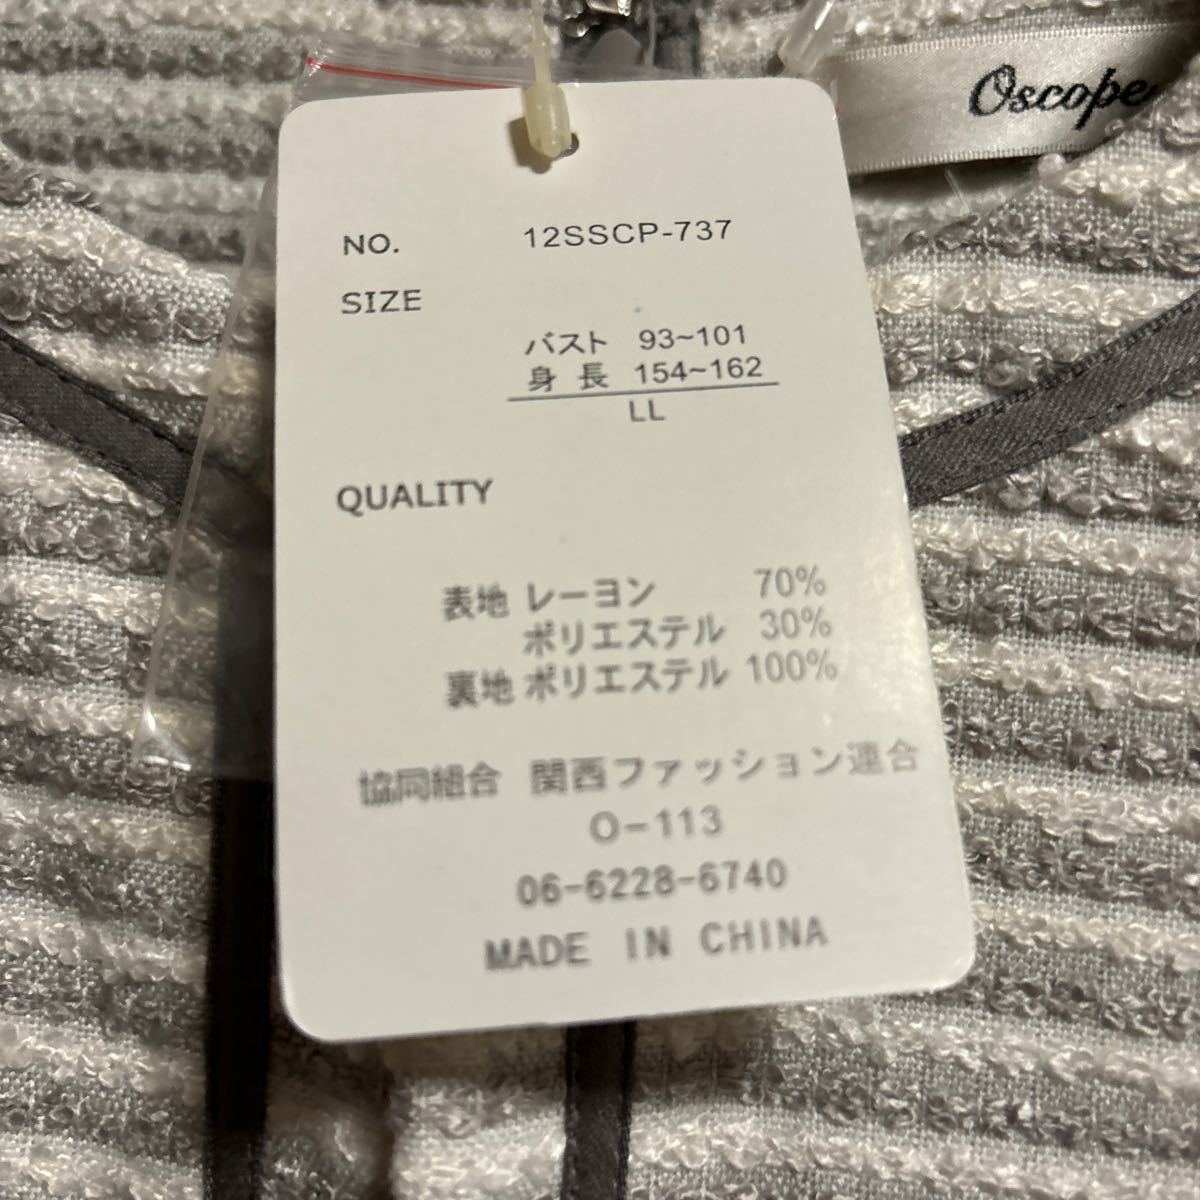 Oscope
NO. 12SSCP-737
SIZE
バスト 93~101
身長 154~162
LL
QUALITY
表地 レーヨン 70%
ポリエステル 30%
裏地 ポリエステル 100%
協同組合 関西ファッション連合
O-113
06-6228-6740
MADE IN CHINA